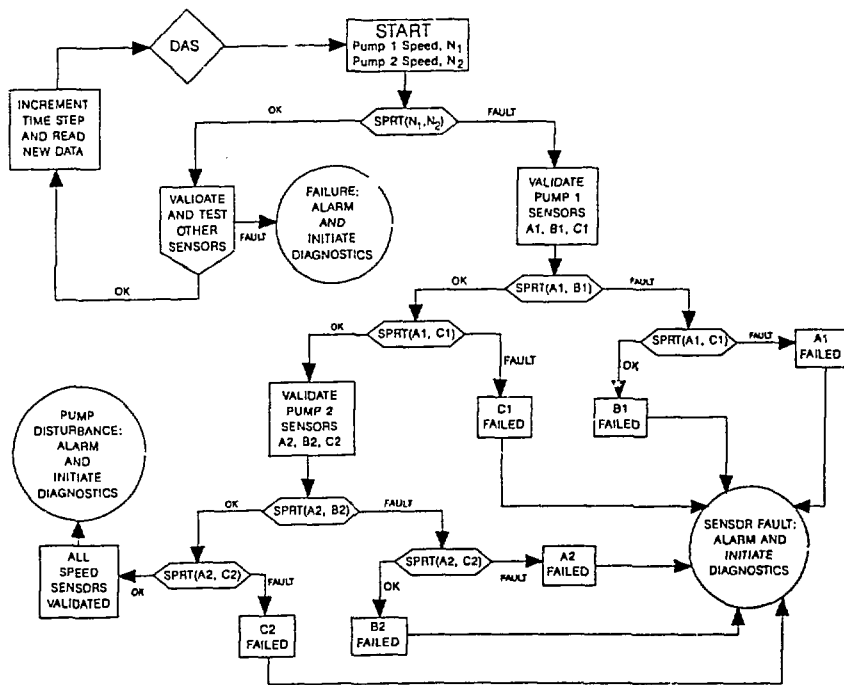 DAS
START
Pump 1 Speed, N1
Pump 2 Speed, N2
INCREMENT
TIME STEP
AND READ
NEW DATA
OK
SPRT(N1,N2)
FAULT
VALIDATE
AND TEST
OTHER
SENSORS
FAULT
OK
FAILURE:
ALARM
AND
INITIATE
DIAGNOSTICS
VALIDATE
PUMP 1
SENSORS
A1, B1, C1
OK
SPRT(A1, B1)
FAULT
OK
SPRT(A1, C1)
FAULT
OK
SPRT(A1, C1)
FAULT
A1
FAILED
B1
FAILED
C1
FAILED
VALIDATE
PUMP 2
SENSORS
A2, B2, C2
PUMP
DISTURBANCE:
ALARM
AND
INITIATE
DIAGNOSTICS
OK
SPRT(A2, B2)
FAULT
ALL
SPEED
SENSORS
VALIDATED
OK
SPRT(A2, C2)
FAULT
C2
FAILED
OK
SPRT(A2, C2)
FAULT
A2
FAILED
B2
FAILED
SENSOR FAULT:
ALARM AND
INITIATE
DIAGNOSTICS